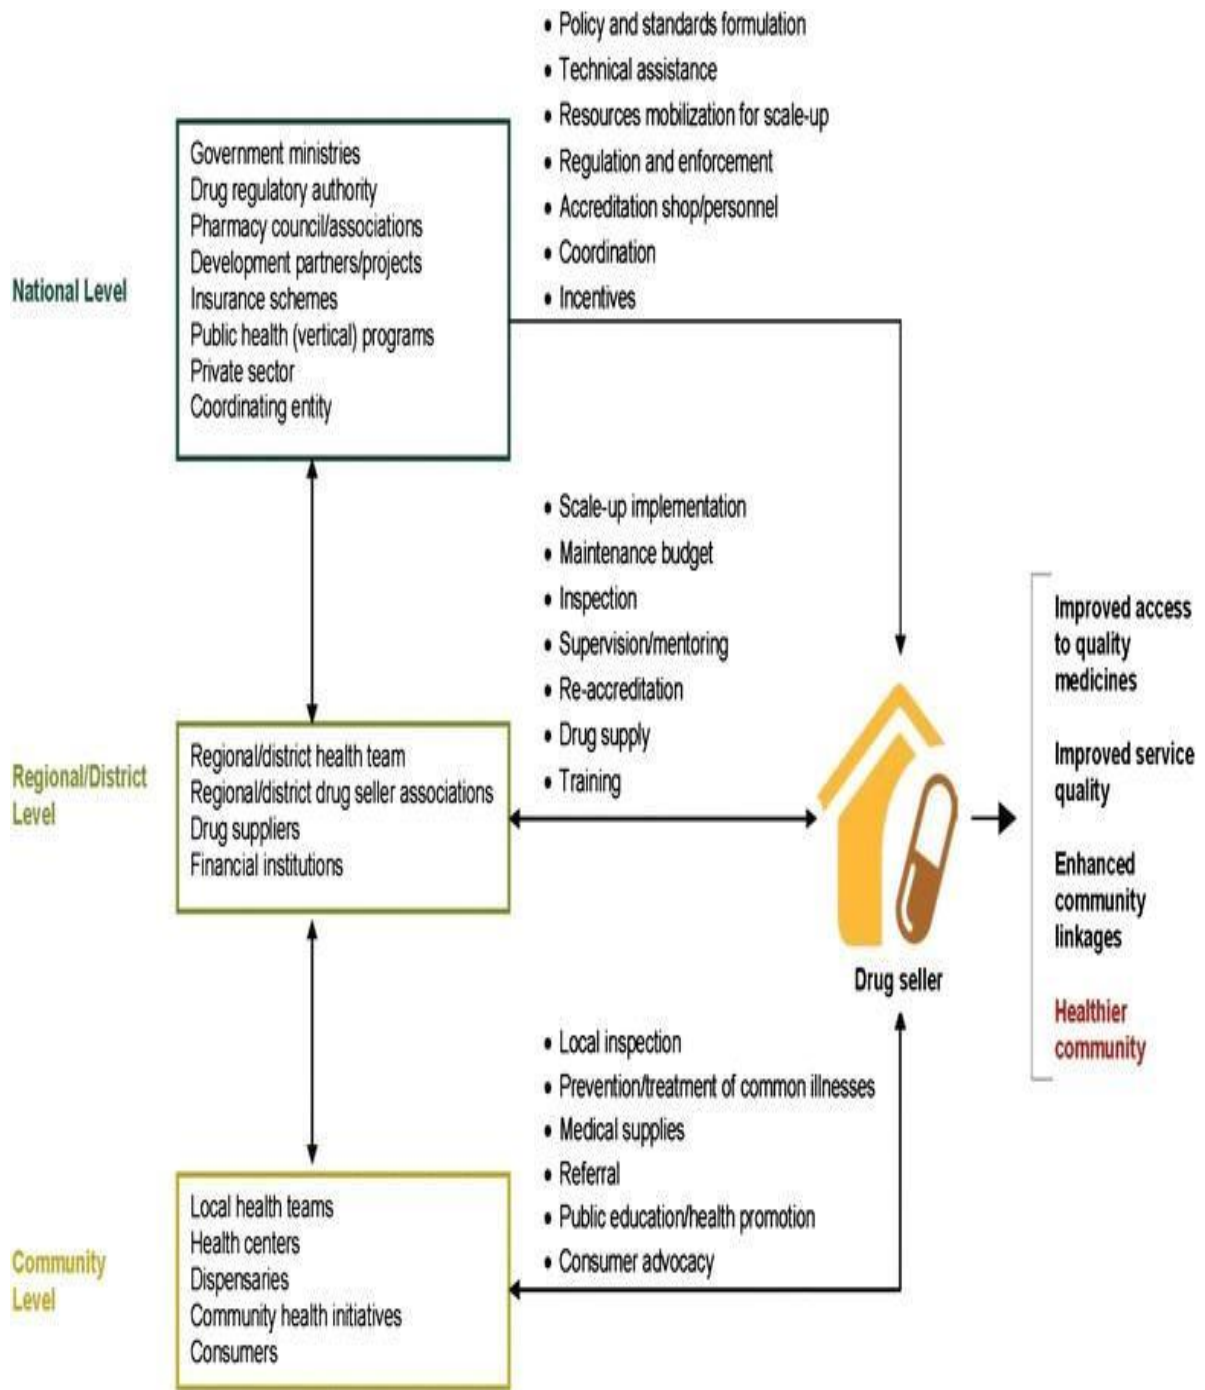 • Policy and standards formulation
• Technical assistance
• Resources mobilization for scale-up
• Regulation and enforcement
• Accreditation shop/personnel
• Coordination
• Incentives
National Level
Government ministries
Drug regulatory authority
Pharmacy council/associations
Development partners/projects
Insurance schemes
Public health (vertical) programs
Private sector
Coordinating entity
• Scale-up implementation
• Maintenance budget
• Inspection
• Supervision/mentoring
• Re-accreditation
• Drug supply
• Training
Regional/District
Level
Regional/district health team
Regional/district drug seller associations
Drug suppliers
Financial institutions
Drug seller
Improved access
to quality
medicines
Improved service
quality
Enhanced
community
linkages
Healthier
community
• Local inspection
• Prevention/treatment of common illnesses
• Medical supplies
• Referral
• Public education/health promotion
• Consumer advocacy
Community
Level
Local health teams
Health centers
Dispensaries
Community health initiatives
Consumers